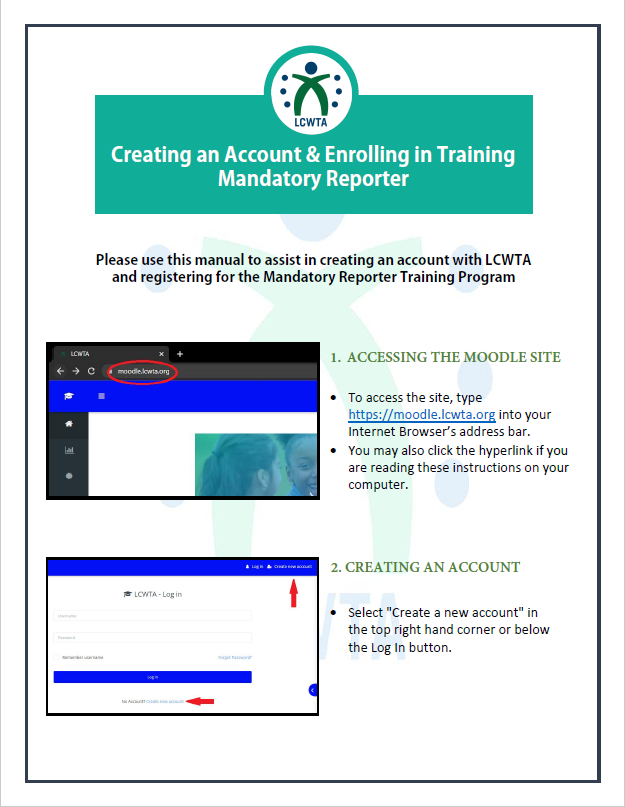 LCWTA
Creating an Account & Enrolling in Training
Mandatory Reporter
Please use this manual to assist in creating an account with LCWTA
and registering for the Mandatory Reporter Training Program
LCWTA
moodle.lcwta.org
1. ACCESSING THE MOODLE SITE
• To access the site, type
https://moodle.lcwta.org into your
Internet Browser's address bar.
• You may also click the hyperlink if you
are reading these instructions on your
computer.
Log in Create new account
LCWTA - Log in
Username
Password
Remember username Forgot Password?
Log in
No Account? Create new account
2. CREATING AN ACCOUNT
• Select "Create a new account" in
the top right hand corner or below
the Log In button.
LCWTA